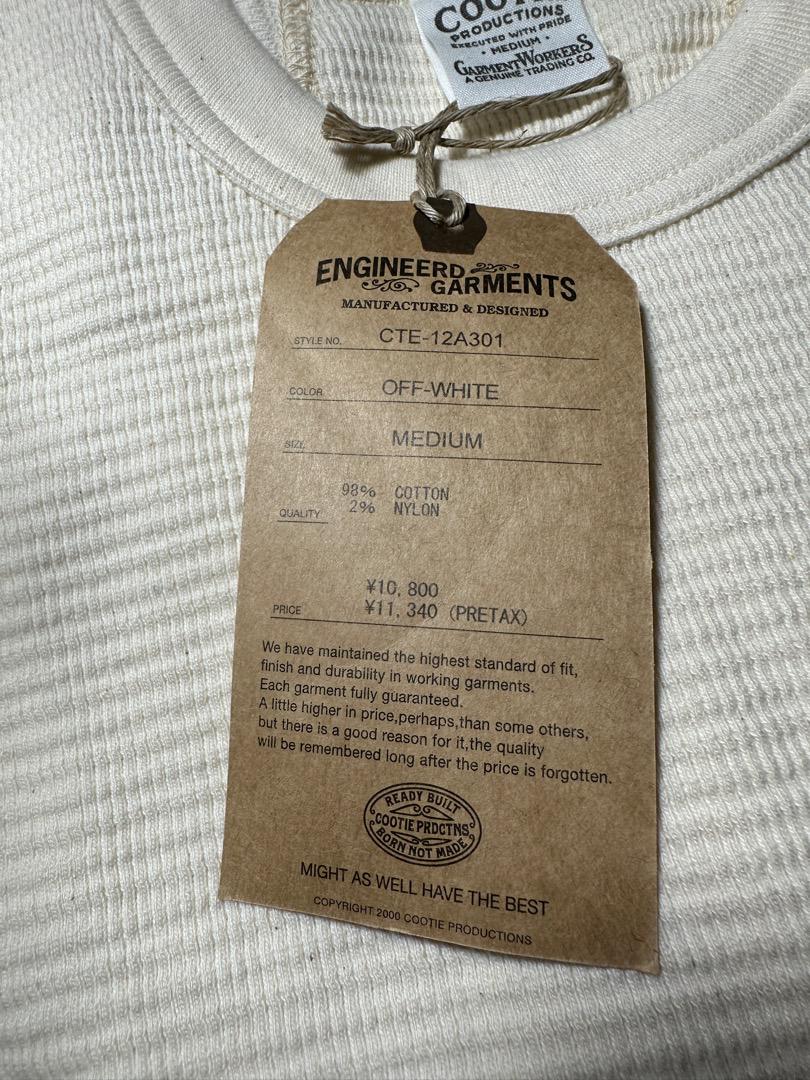 PRODUCTIONS
EXECUTED WITH PRIDE
• MEDIUM •
GARMENTWORKERS
A GENUINE TRADING CO.
ENGINEERD
GARMENTS
MANUFACTURED & DESIGNED
STYLE NO. CTE-12A301
COLOR OFF-WHITE
SIZE MEDIUM
98% COTTON
QUALITY 2% NYLON
¥10,800
PRICE ¥11,340 (PRETAX)
We have maintained the highest standard of fit,
finish and durability in working garments.
Each garment fully guaranteed.
A little higher in price,perhaps,than some others,
but there is a good reason for it,the quality
will be remembered long after the price is forgotten.
READY BUILT
COOTIE PRDCTNS
BORN NOT MADE
MIGHT AS WELL HAVE THE BEST
COPYRIGHT 2000 COOTIE PRODUCTIONS